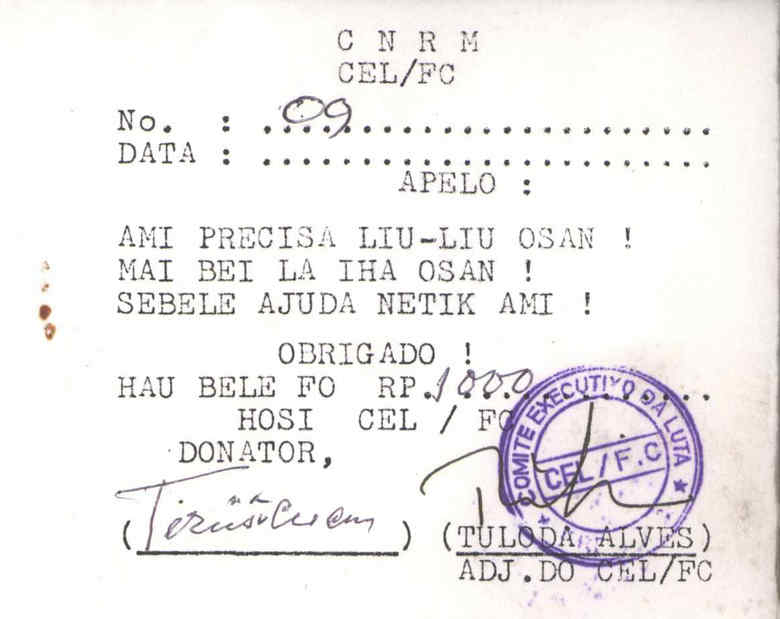 C N R M
CEL/FC
No. : 09 ..............................
DATA : ..............................
APELO :
AMI PRECISA LIU-LIU OSAN !
MAI BEI LA IHA OSAN !
SEBELE AJUDA NETIK AMI !
OBRIGADO !
HAU BELE FO RP. 1000 ..........
HOSI CEL / FC
DONATOR,
COMITE EXECUTIVO DA LUTA
CEL/F.C
( ) (TULODA ALVES)
ADJ.DO CEL/FC